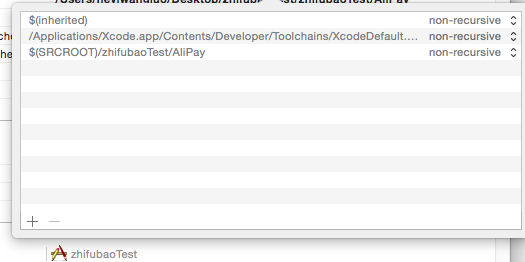 $(inherited) non-recursive
/Applications/Xcode.app/Contents/Developer/Toolchains/XcodeDefault.... non-recursive
$(SRCROOT)/zhifubaoTest/AliPay non-recursive
zhifubaoTest